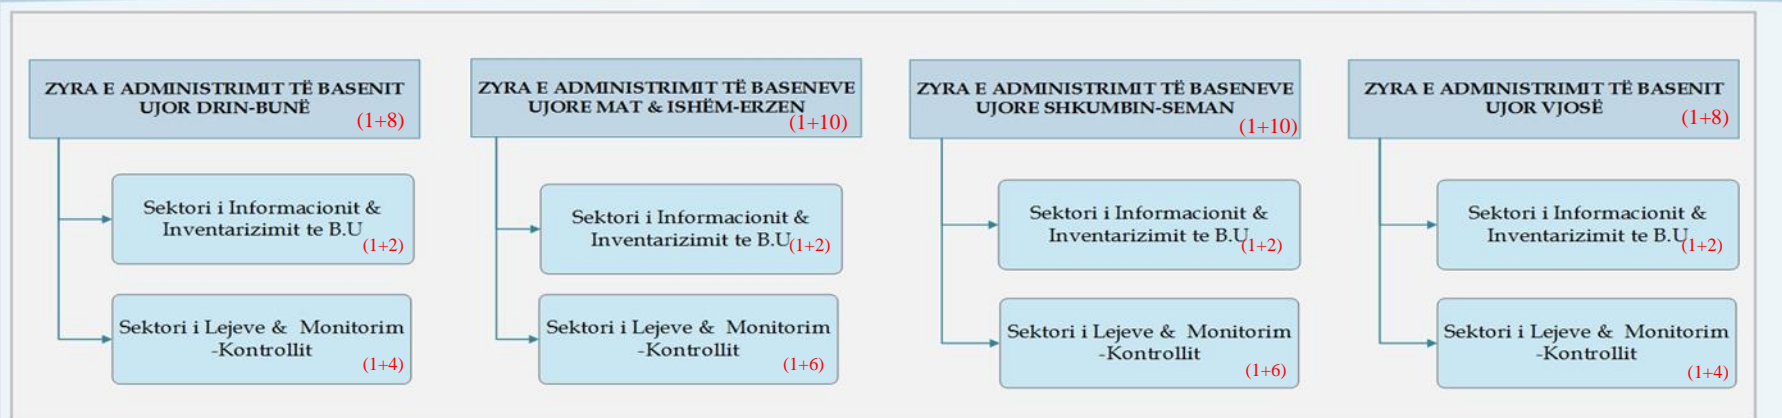 ZYRA E ADMINISTRIMIT TË BASENIT
UJOR DRIN-BUNË
(1+8)
Sektori i Informacionit &
Inventarizimit te B.U
(1+2)
Sektori i Lejeve & Monitorim
-Kontrollit
(1+4)
ZYRA E ADMINISTRIMIT TË BASENEVE
UJORE MAT & ISHËM-ERZEN
(1+10)
Sektori i Informacionit &
Inventarizimit te B.U
(1+2)
Sektori i Lejeve & Monitorim
-Kontrollit
(1+6)
ZYRA E ADMINISTRIMIT TË BASENEVE
UJORE SHKUMBIN-SEMAN
(1+10)
Sektori i Informacionit &
Inventarizimit te B.U
(1+2)
Sektori i Lejeve & Monitorim
-Kontrollit
(1+6)
ZYRA E ADMINISTRIMIT TË BASENIT
UJOR VJOSË
(1+8)
Sektori i Informacionit &
Inventarizimit te B.U
(1+2)
Sektori i Lejeve & Monitorim
-Kontrollit
(1+4)